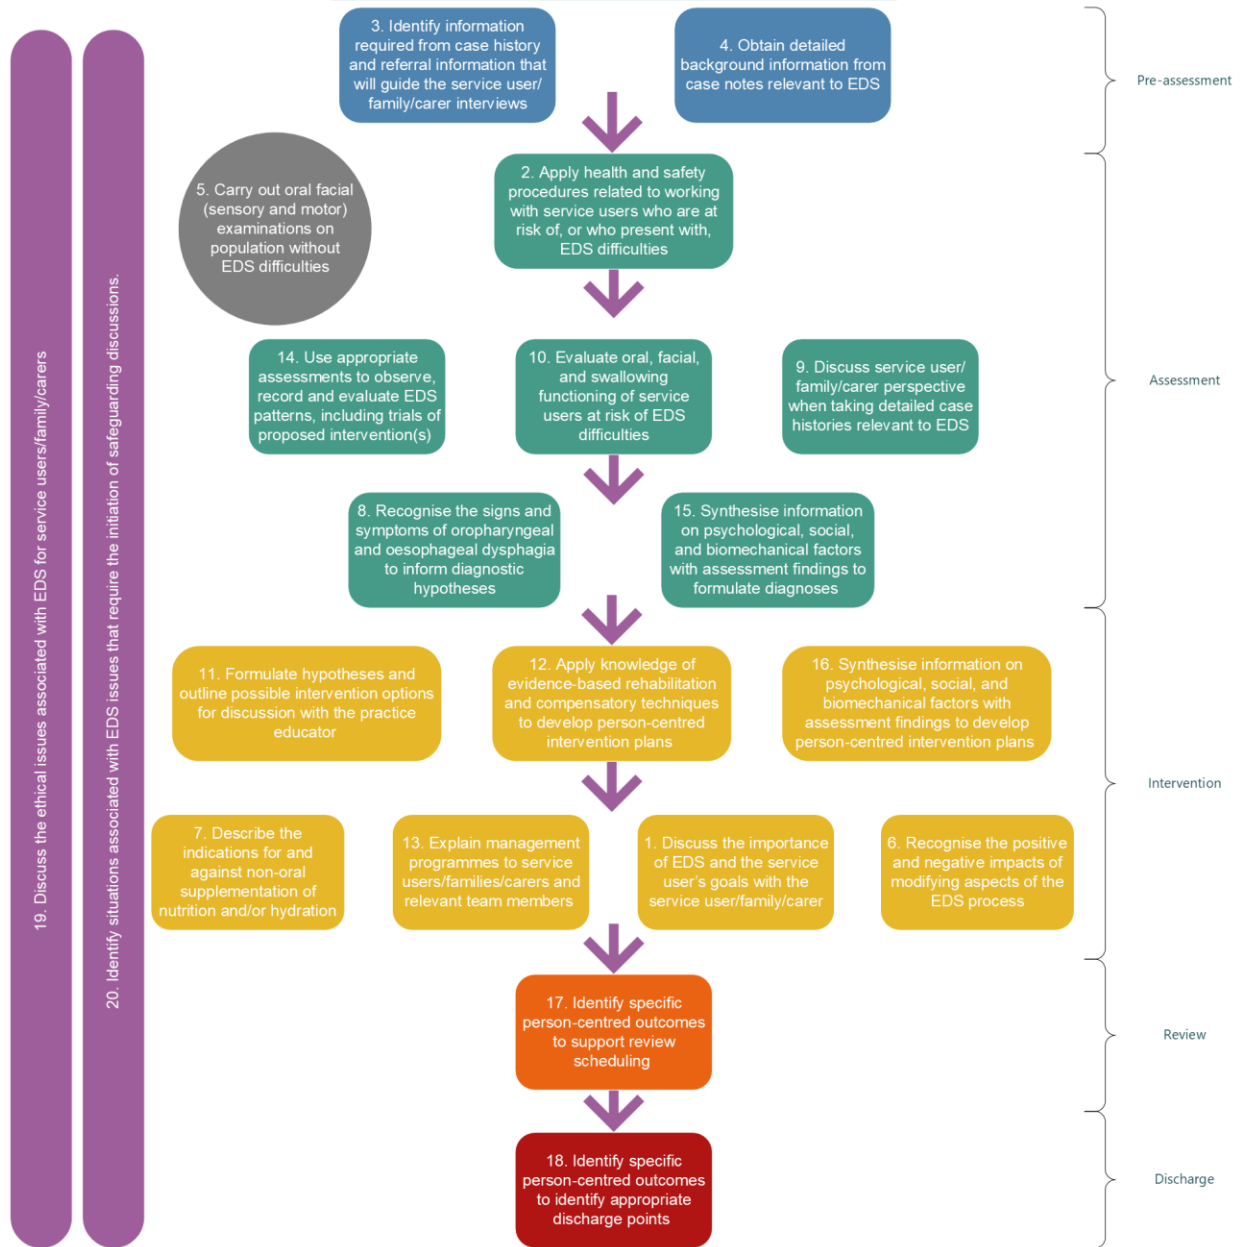 3. Identify information
required from case history
and referral information that
will guide the service user/
family/carer interviews
4. Obtain detailed
background information from
case notes relevant to EDS
Pre-assessment
5. Carry out oral facial
(sensory and motor)
examinations on
population without
EDS difficulties
2. Apply health and safety
procedures related to working
with service users who are at
risk of, or who present with,
EDS difficulties
14. Use appropriate
assessments to observe,
record and evaluate EDS
patterns, including trials of
proposed intervention(s)
10. Evaluate oral, facial,
and swallowing
functioning of service
users at risk of EDS
difficulties
9. Discuss service user/
family/carer perspective
when taking detailed case
histories relevant to EDS
Assessment
8. Recognise the signs and
symptoms of oropharyngeal
and oesophageal dysphagia
to inform diagnostic
hypotheses
15. Synthesise information
on psychological, social,
and biomechanical factors
with assessment findings to
formulate diagnoses
11. Formulate hypotheses and
outline possible intervention options
for discussion with the practice
educator
12. Apply knowledge of
evidence-based rehabilitation
and compensatory techniques
to develop person-centred
intervention plans
16. Synthesise information on
psychological, social, and
biomechanical factors with
assessment findings to develop
person-centred intervention plans
Intervention
7. Describe the
indications for and
against non-oral
supplementation of
nutrition and/or hydration
13. Explain management
programmes to service
users/families/carers and
relevant team members
1. Discuss the importance
of EDS and the service
user's goals with the
service user/family/carer
6. Recognise the positive
and negative impacts of
modifying aspects of the
EDS process
17. Identify specific
person-centred outcomes
to support review
scheduling
Review
18. Identify specific
person-centred outcomes
to identify appropriate
discharge points
Discharge
19. Discuss the ethical issues associated with EDS for service users/family/carers
20. Identify situations associated with EDS issues that require the initiation of safeguarding discussions.